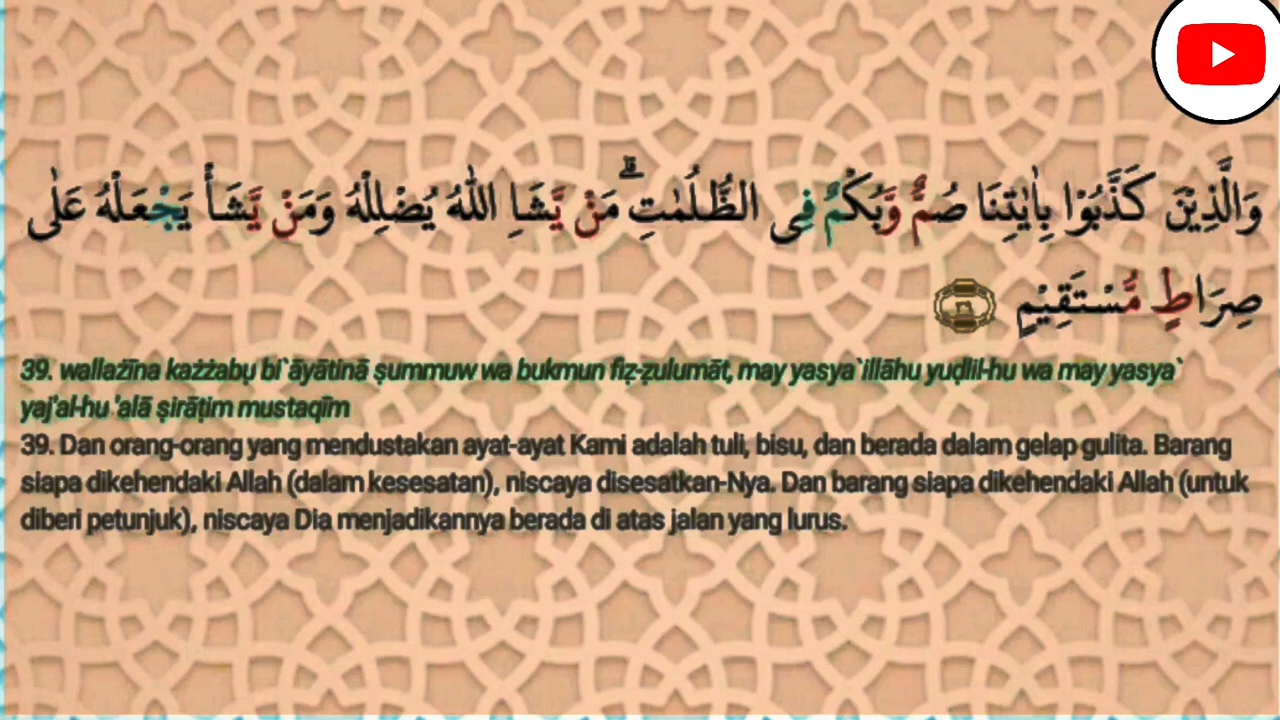 وَالَّذِيْنَ كَذَّبُوْا بِاٰيٰتِنَا صُمٌّ وَّبُكْمٌ فِى الظُّلُمٰتِۗ مَنْ يَّشَاِ اللّٰهُ يُضْلِلْهُ وَمَنْ يَّشَأْ يَجْعَلْهُ عَلٰى
صِرَاطٍ مُّسْتَقِيْمٍ ٣٩
39. wallażīna każżabụ bi`āyātinā ṣummuw wa bukmun fiẓ-ẓulumāt, may yasya`illāhu yuḍlil-hu wa may yasya`
yaj'al-hu 'alā ṣirāṭim mustaqīm
39. Dan orang-orang yang mendustakan ayat-ayat Kami adalah tuli, bisu, dan berada dalam gelap gulita. Barang
siapa dikehendaki Allah (dalam kesesatan), niscaya disesatkan-Nya. Dan barang siapa dikehendaki Allah (untuk
diberi petunjuk), niscaya Dia menjadikannya berada di atas jalan yang lurus.